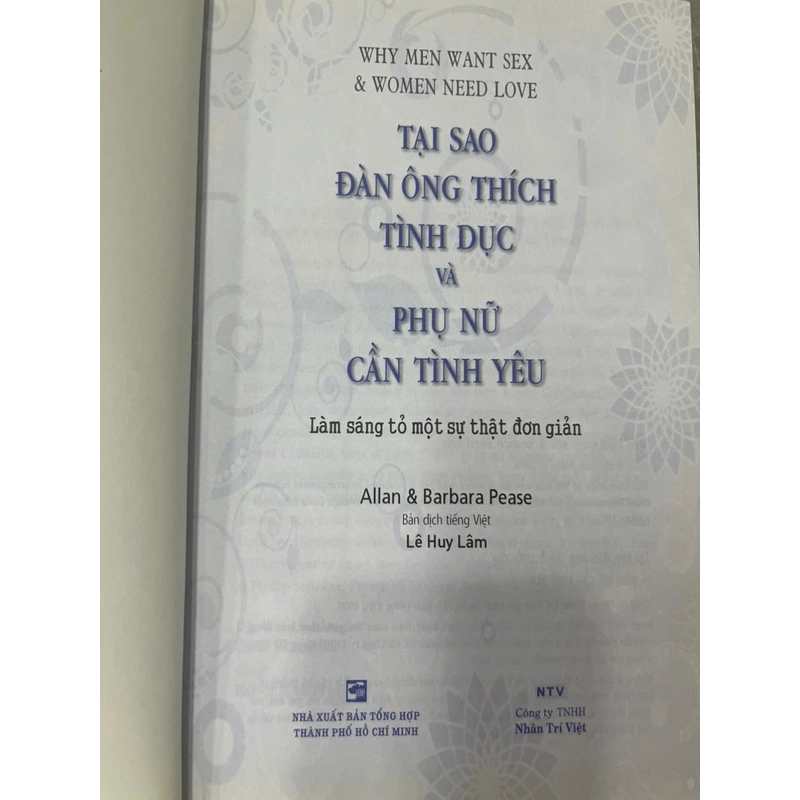 WHY MEN WANT SEX
& WOMEN NEED LOVE
TẠI SAO
ĐÀN ÔNG THÍCH
TÌNH DỤC
VÀ
PHỤ NỮ
CẦN TÌNH YÊU
Làm sáng tỏ một sự thật đơn giản
Allan & Barbara Pease
Bản dịch tiếng Việt
Lê Huy Lâm
NHÀ XUẤT BẢN TỔNG HỢP
THÀNH PHỐ HỒ CHÍ MINH
NTV
Công ty TNHH
Nhân Trí Việt